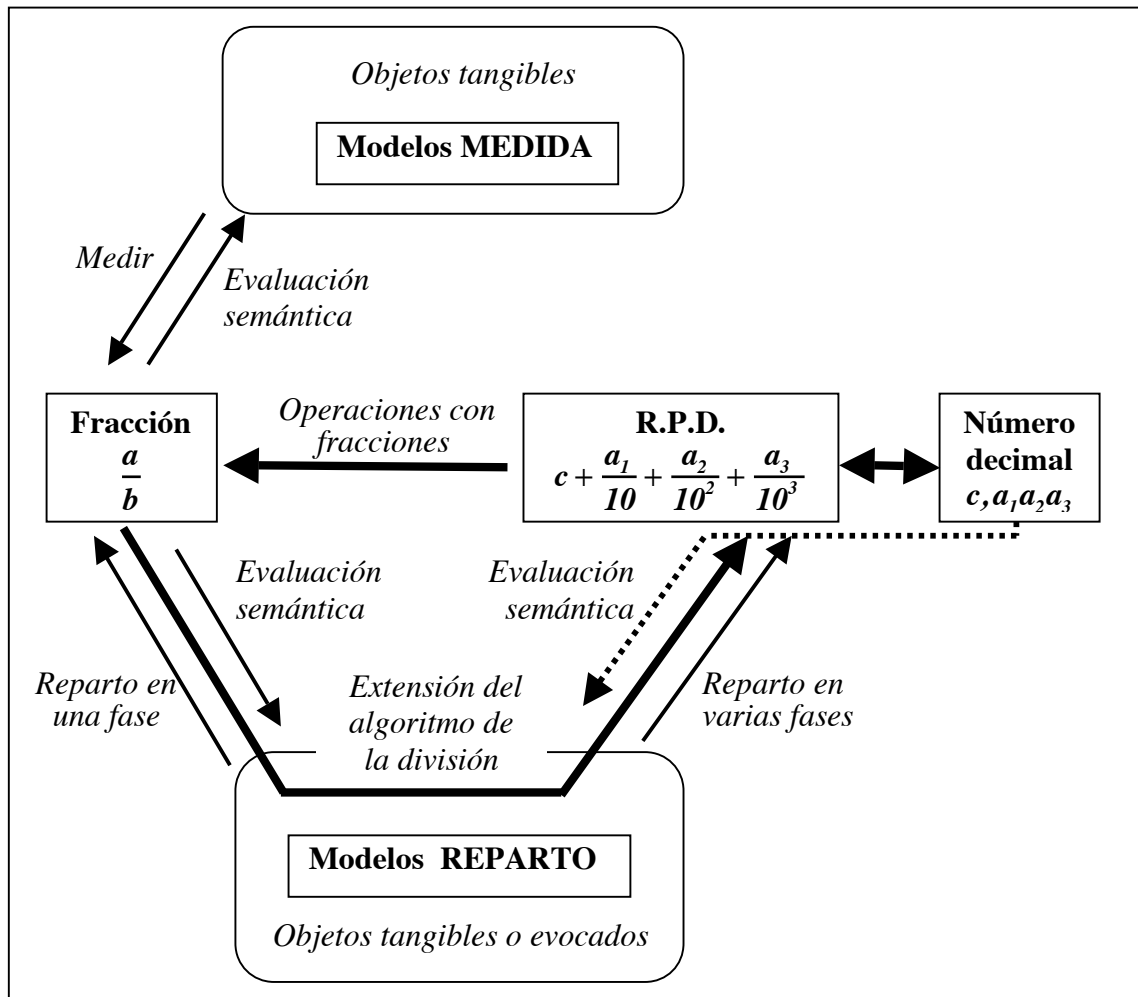 Objetos tangibles
Modelos MEDIDA
Medir
Evaluación
semántica
Fracción
a
b
Operaciones con
fracciones
R.P.D.
c + a₁/10 + a₂/10² + a₃/10³
Número
decimal
c,a₁a₂a₃
Evaluación
semántica
Evaluación
semántica
Reparto en
una fase
Extensión del
algoritmo de
la división
Reparto en
varias fases
Modelos REPARTO
Objetos tangibles o evocados